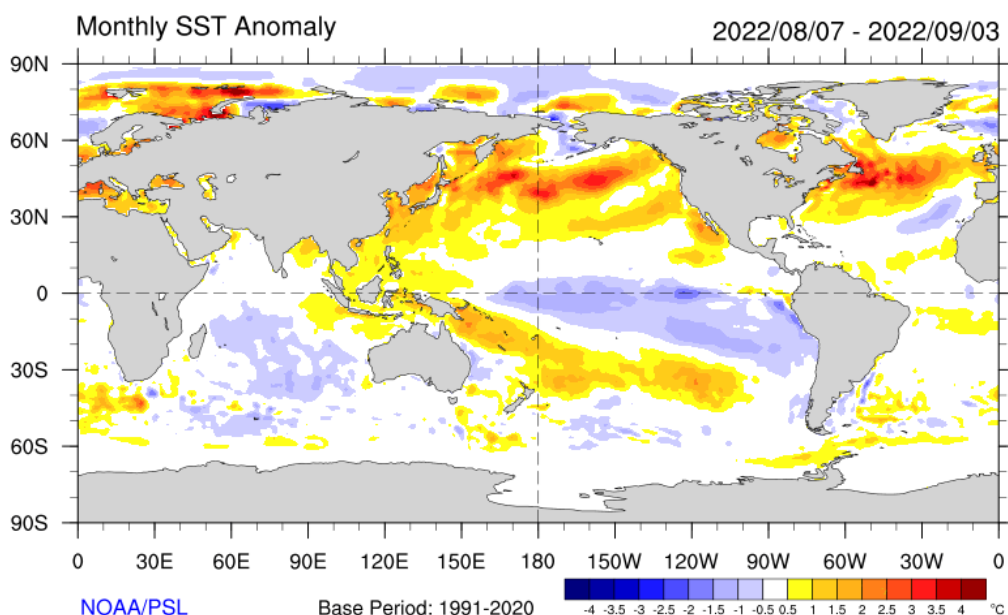 Monthly SST Anomaly 2022/08/07 - 2022/09/03
90N
60N
30N
0
30S
60S
90S
0 30E 60E 90E 120E 150E 180 150W 120W 90W 60W 30W 0
NOAA/PSL Base Period: 1991-2020
-4 -3.5 -3 -2.5 -2 -1.5 -1 -0.5 0.5 1 1.5 2 2.5 3 3.5 4 °C